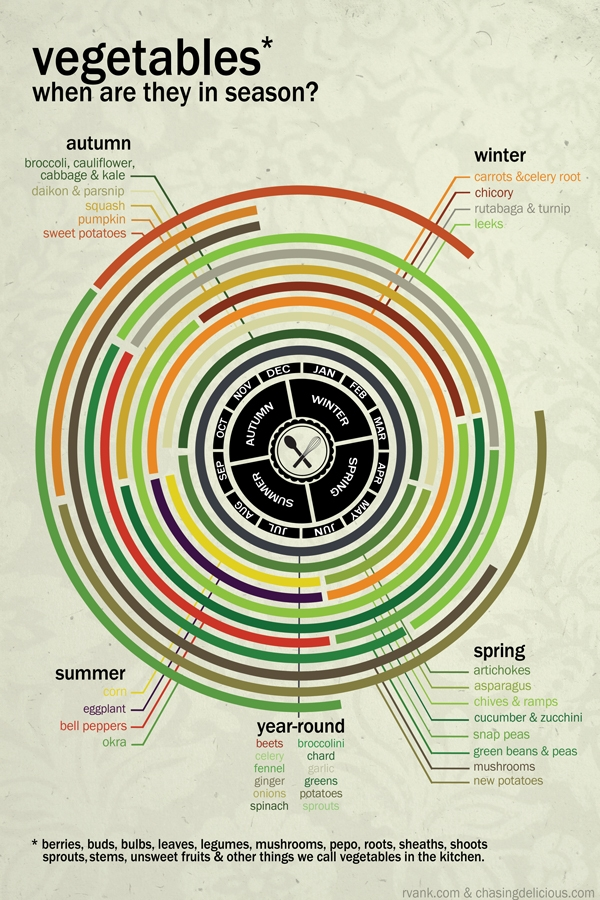 vegetables*
when are they in season?
autumn
broccoli, cauliflower,
cabbage & kale
daikon & parsnip
squash
pumpkin
sweet potatoes
winter
carrots &celery root
chicory
rutabaga & turnip
leeks
DEC
JAN
NOV
FEB
OCT
MAR
SEP
APR
AUG
MAY
JUL
JUN
AUTUMN
WINTER
SUMMER
SPRING
summer
corn
eggplant
bell peppers
okra
spring
artichokes
asparagus
chives & ramps
cucumber & zucchini
snap peas
green beans & peas
mushrooms
new potatoes
year-round
beets broccolini
celery chard
fennel garlic
ginger greens
onions potatoes
spinach sprouts
* berries, buds, bulbs, leaves, legumes, mushrooms, pepo, roots, sheaths, shoots
sprouts,stems, unsweet fruits & other things we call vegetables in the kitchen.
rvank.com & chasingdelicious.com